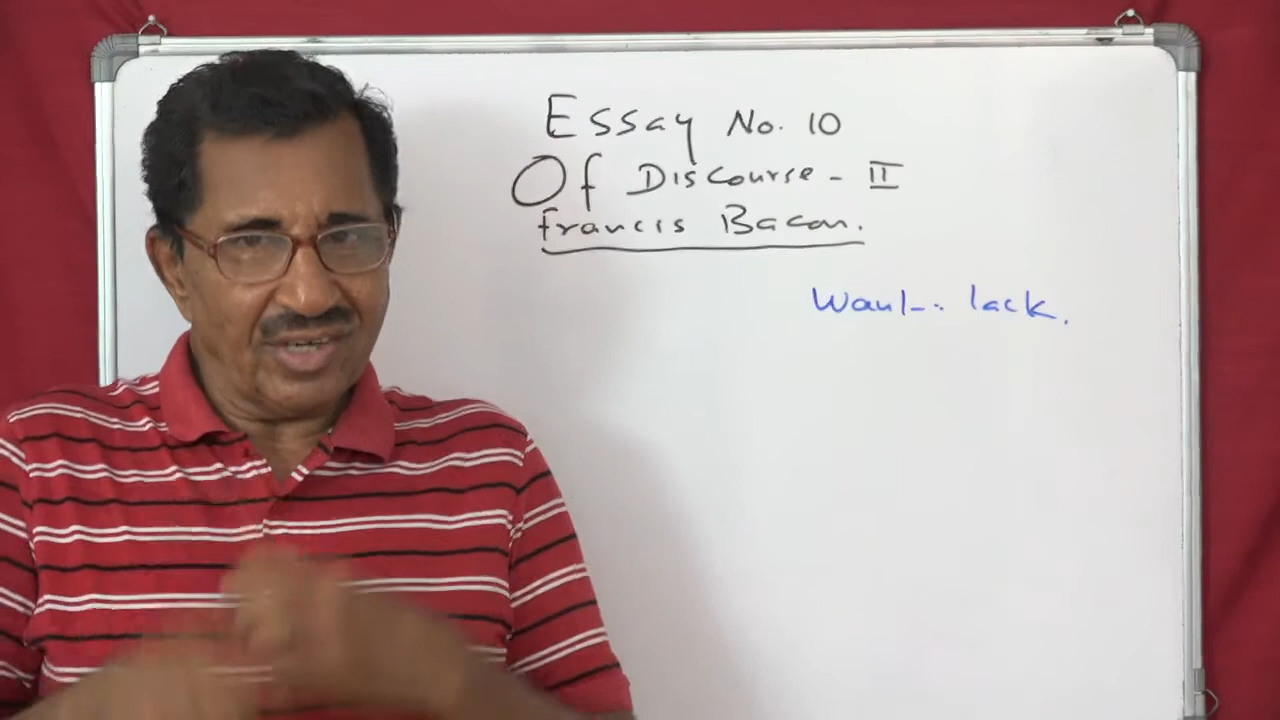 Essay No. 10
Of Discourse - II
Francis Bacon.
Want-: lack.